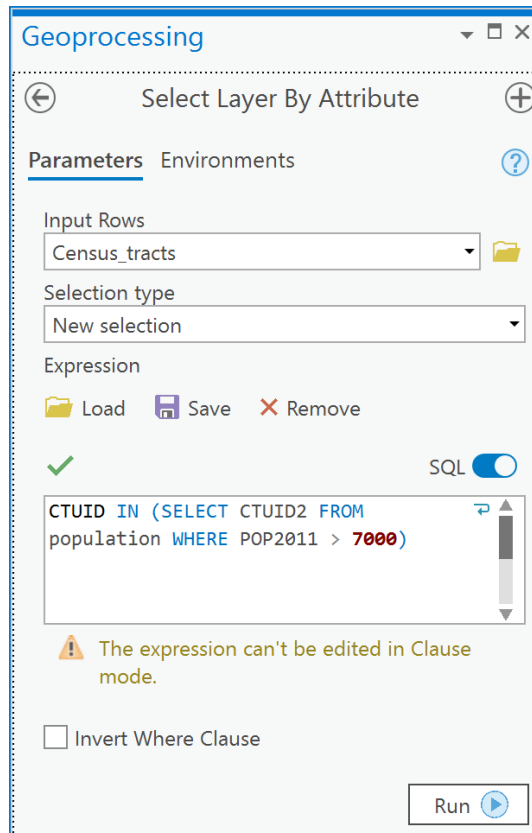 Geoprocessing
Select Layer By Attribute
Parameters Environments
?
Input Rows
Census_tracts
Selection type
New selection
Expression
Load Save Remove
SQL
CTUID IN (SELECT CTUID2 FROM
population WHERE POP2011 > 7000)
The expression can't be edited in Clause
mode.
Invert Where Clause
Run